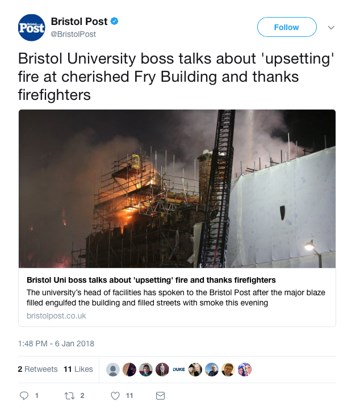 Bristol Post
@BristolPost
Follow
Bristol University boss talks about 'upsetting'
fire at cherished Fry Building and thanks
firefighters
Bristol Uni boss talks about 'upsetting' fire and thanks firefighters
The university's head of facilities has spoken to the Bristol Post after the major blaze
filled engulfed the building and filled streets with smoke this evening
bristolpost.co.uk
1:48 PM - 6 Jan 2018
2 Retweets 11 Likes
1 2 11